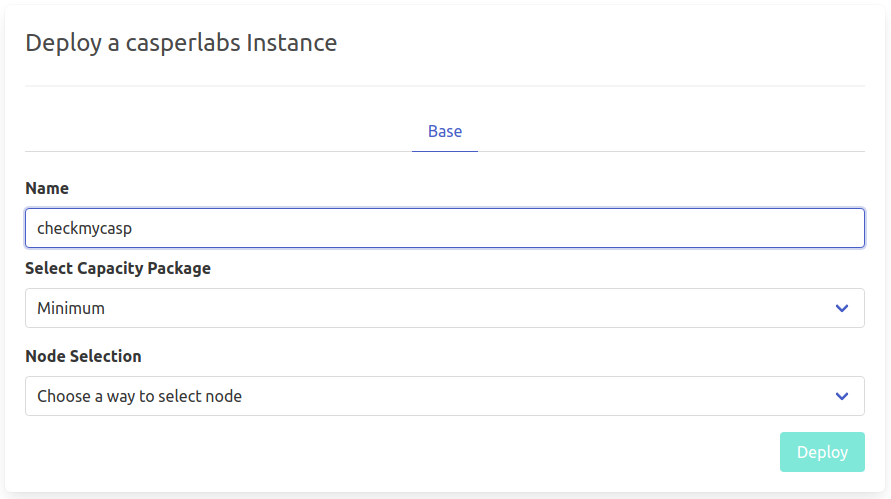 Deploy a casperlabs Instance
Base
Name
checkmycasp
Select Capacity Package
Minimum
Node Selection
Choose a way to select node
Deploy